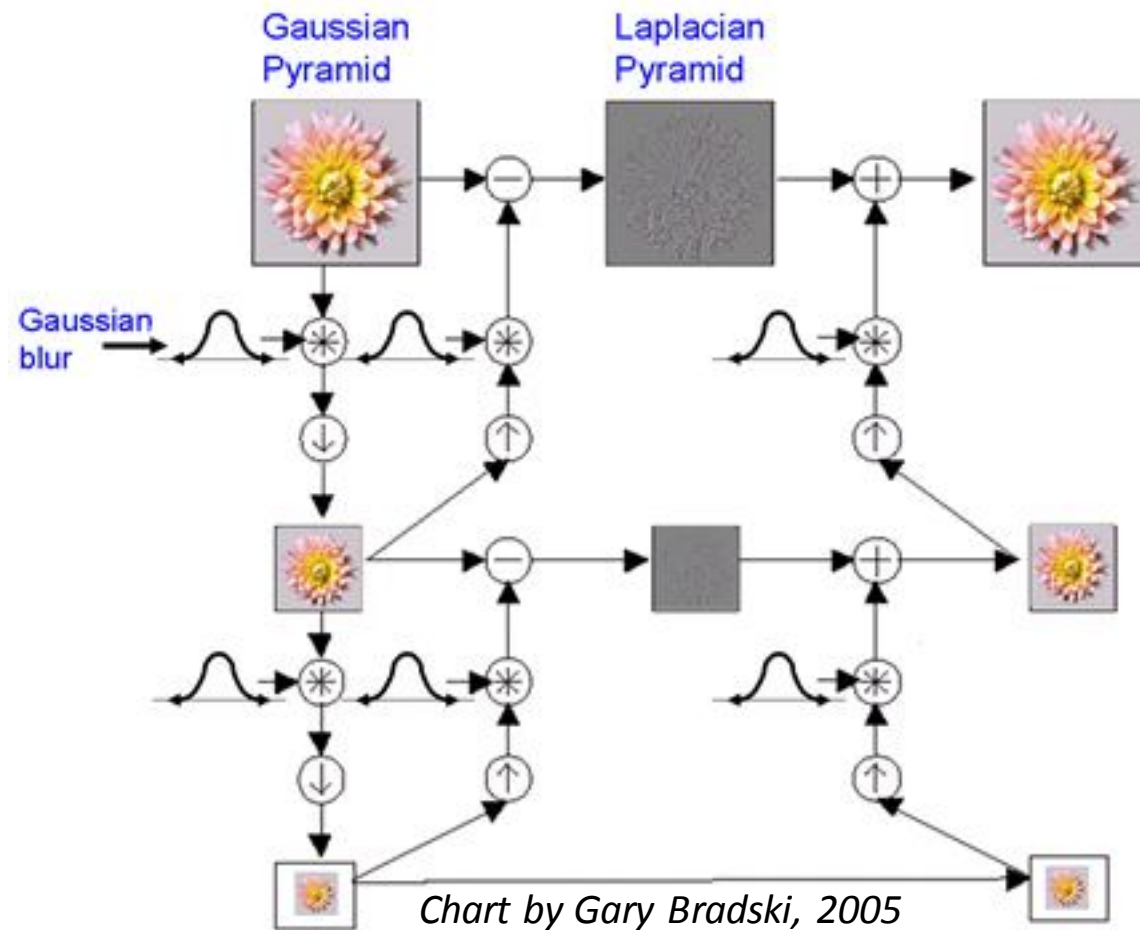 Gaussian
Pyramid
Laplacian
Pyramid
Gaussian
blur
Chart by Gary Bradski, 2005